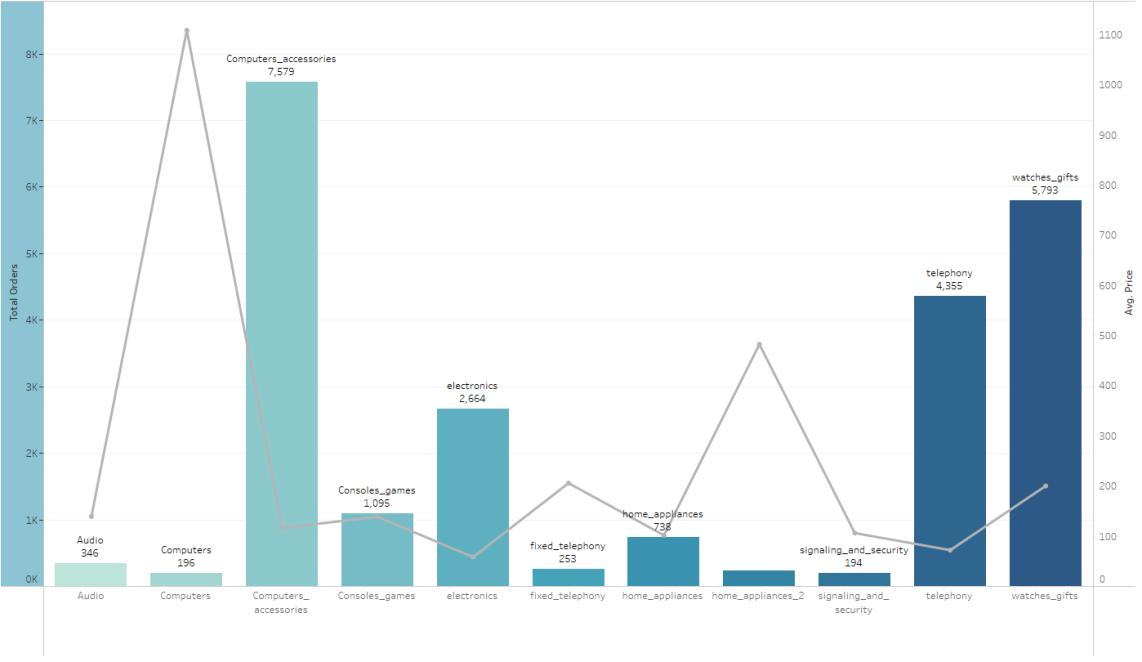 8K
7K
6K
5K
4K
3K
2K
1K
0K
Total Orders
Computers_accessories
7,579
watches_gifts
5,793
telephony
4,355
electronics
2,664
Consoles_games
1,095
home_appliances
738
Audio
346
Computers
196
fixed_telephony
253
signaling_and_security
194
1100
1000
900
800
700
600
500
400
300
200
100
0
Avg. Price
Audio
Computers
Computers_
accessories
Consoles_games
electronics
fixed_telephony
home_appliances
home_appliances_2
signaling_and_
security
telephony
watches_gifts